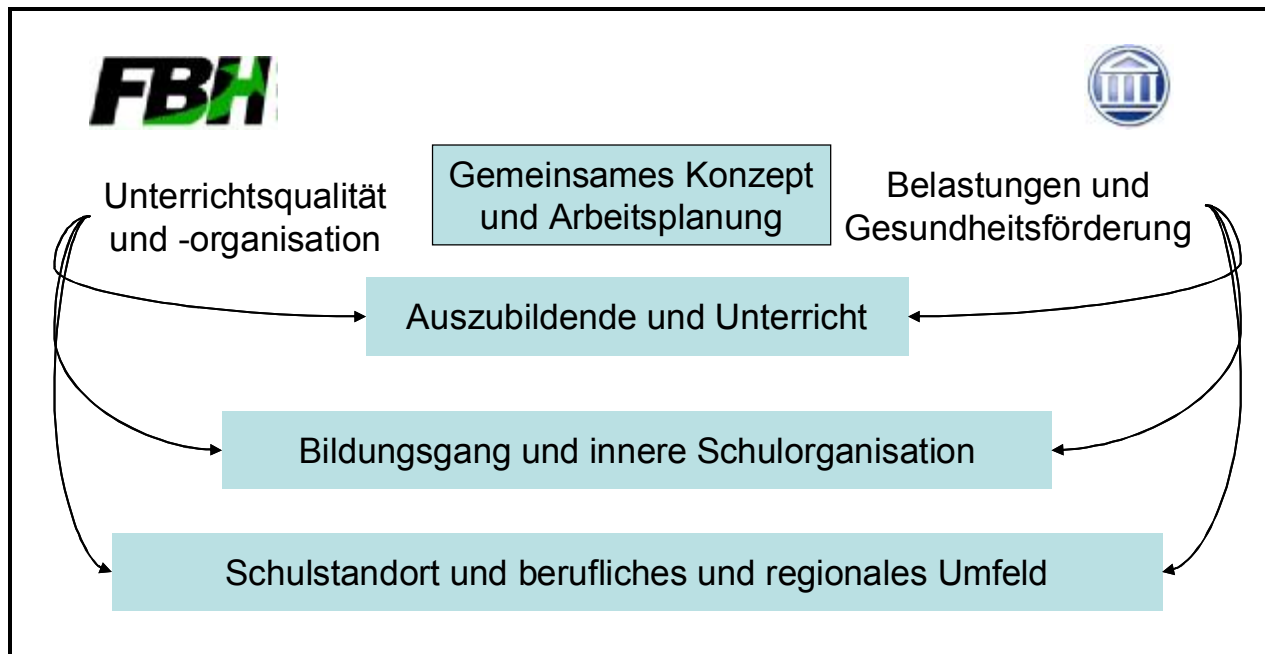 FBH
Unterrichtsqualität
und -organisation
Gemeinsames Konzept
und Arbeitsplanung
Belastungen und
Gesundheitsförderung
Auszubildende und Unterricht
Bildungsgang und innere Schulorganisation
Schulstandort und berufliches und regionales Umfeld